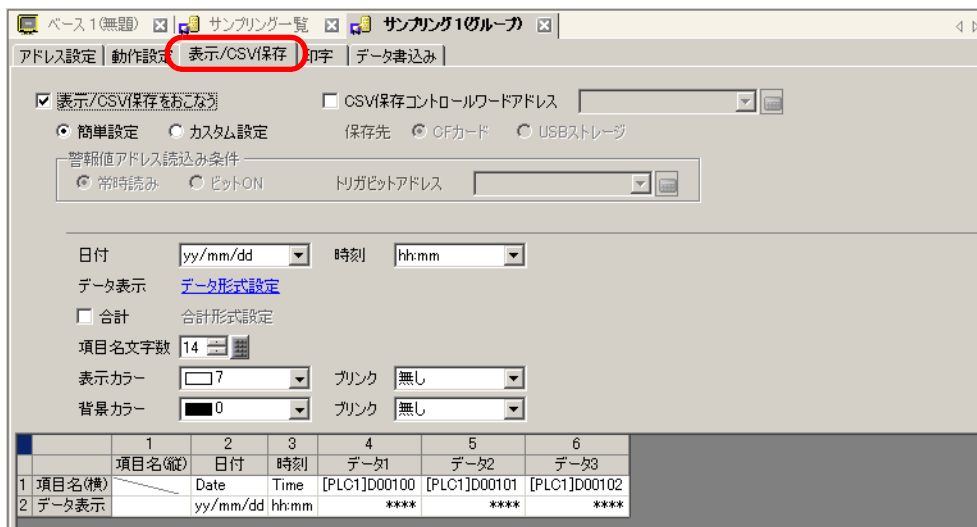 ベース1(無題) サンプリング一覧 サンプリング1(グループ)
アドレス設定 動作設定 表示/CSV保存 印字 データ書込み
表示/CSV保存をおこなう CSV保存コントロールワードアドレス
簡単設定 カスタム設定 保存先 CFカード USBストレージ
警報値アドレス読込み条件
常時読み ビットON トリガビットアドレス
日付 yy/mm/dd 時刻 hh:mm
データ表示 データ形式設定
合計 合計形式設定
項目名文字数 14
表示カラー 7 ブリンク 無し
背景カラー 0 ブリンク 無し
1 2 3 4 5 6
項目名(縦) 日付 時刻 データ1 データ2 データ3
1 項目名(横) Date Time [PLC1]D00100 [PLC1]D00101 [PLC1]D00102
2 データ表示 yy/mm/dd hh:mm **** **** ****